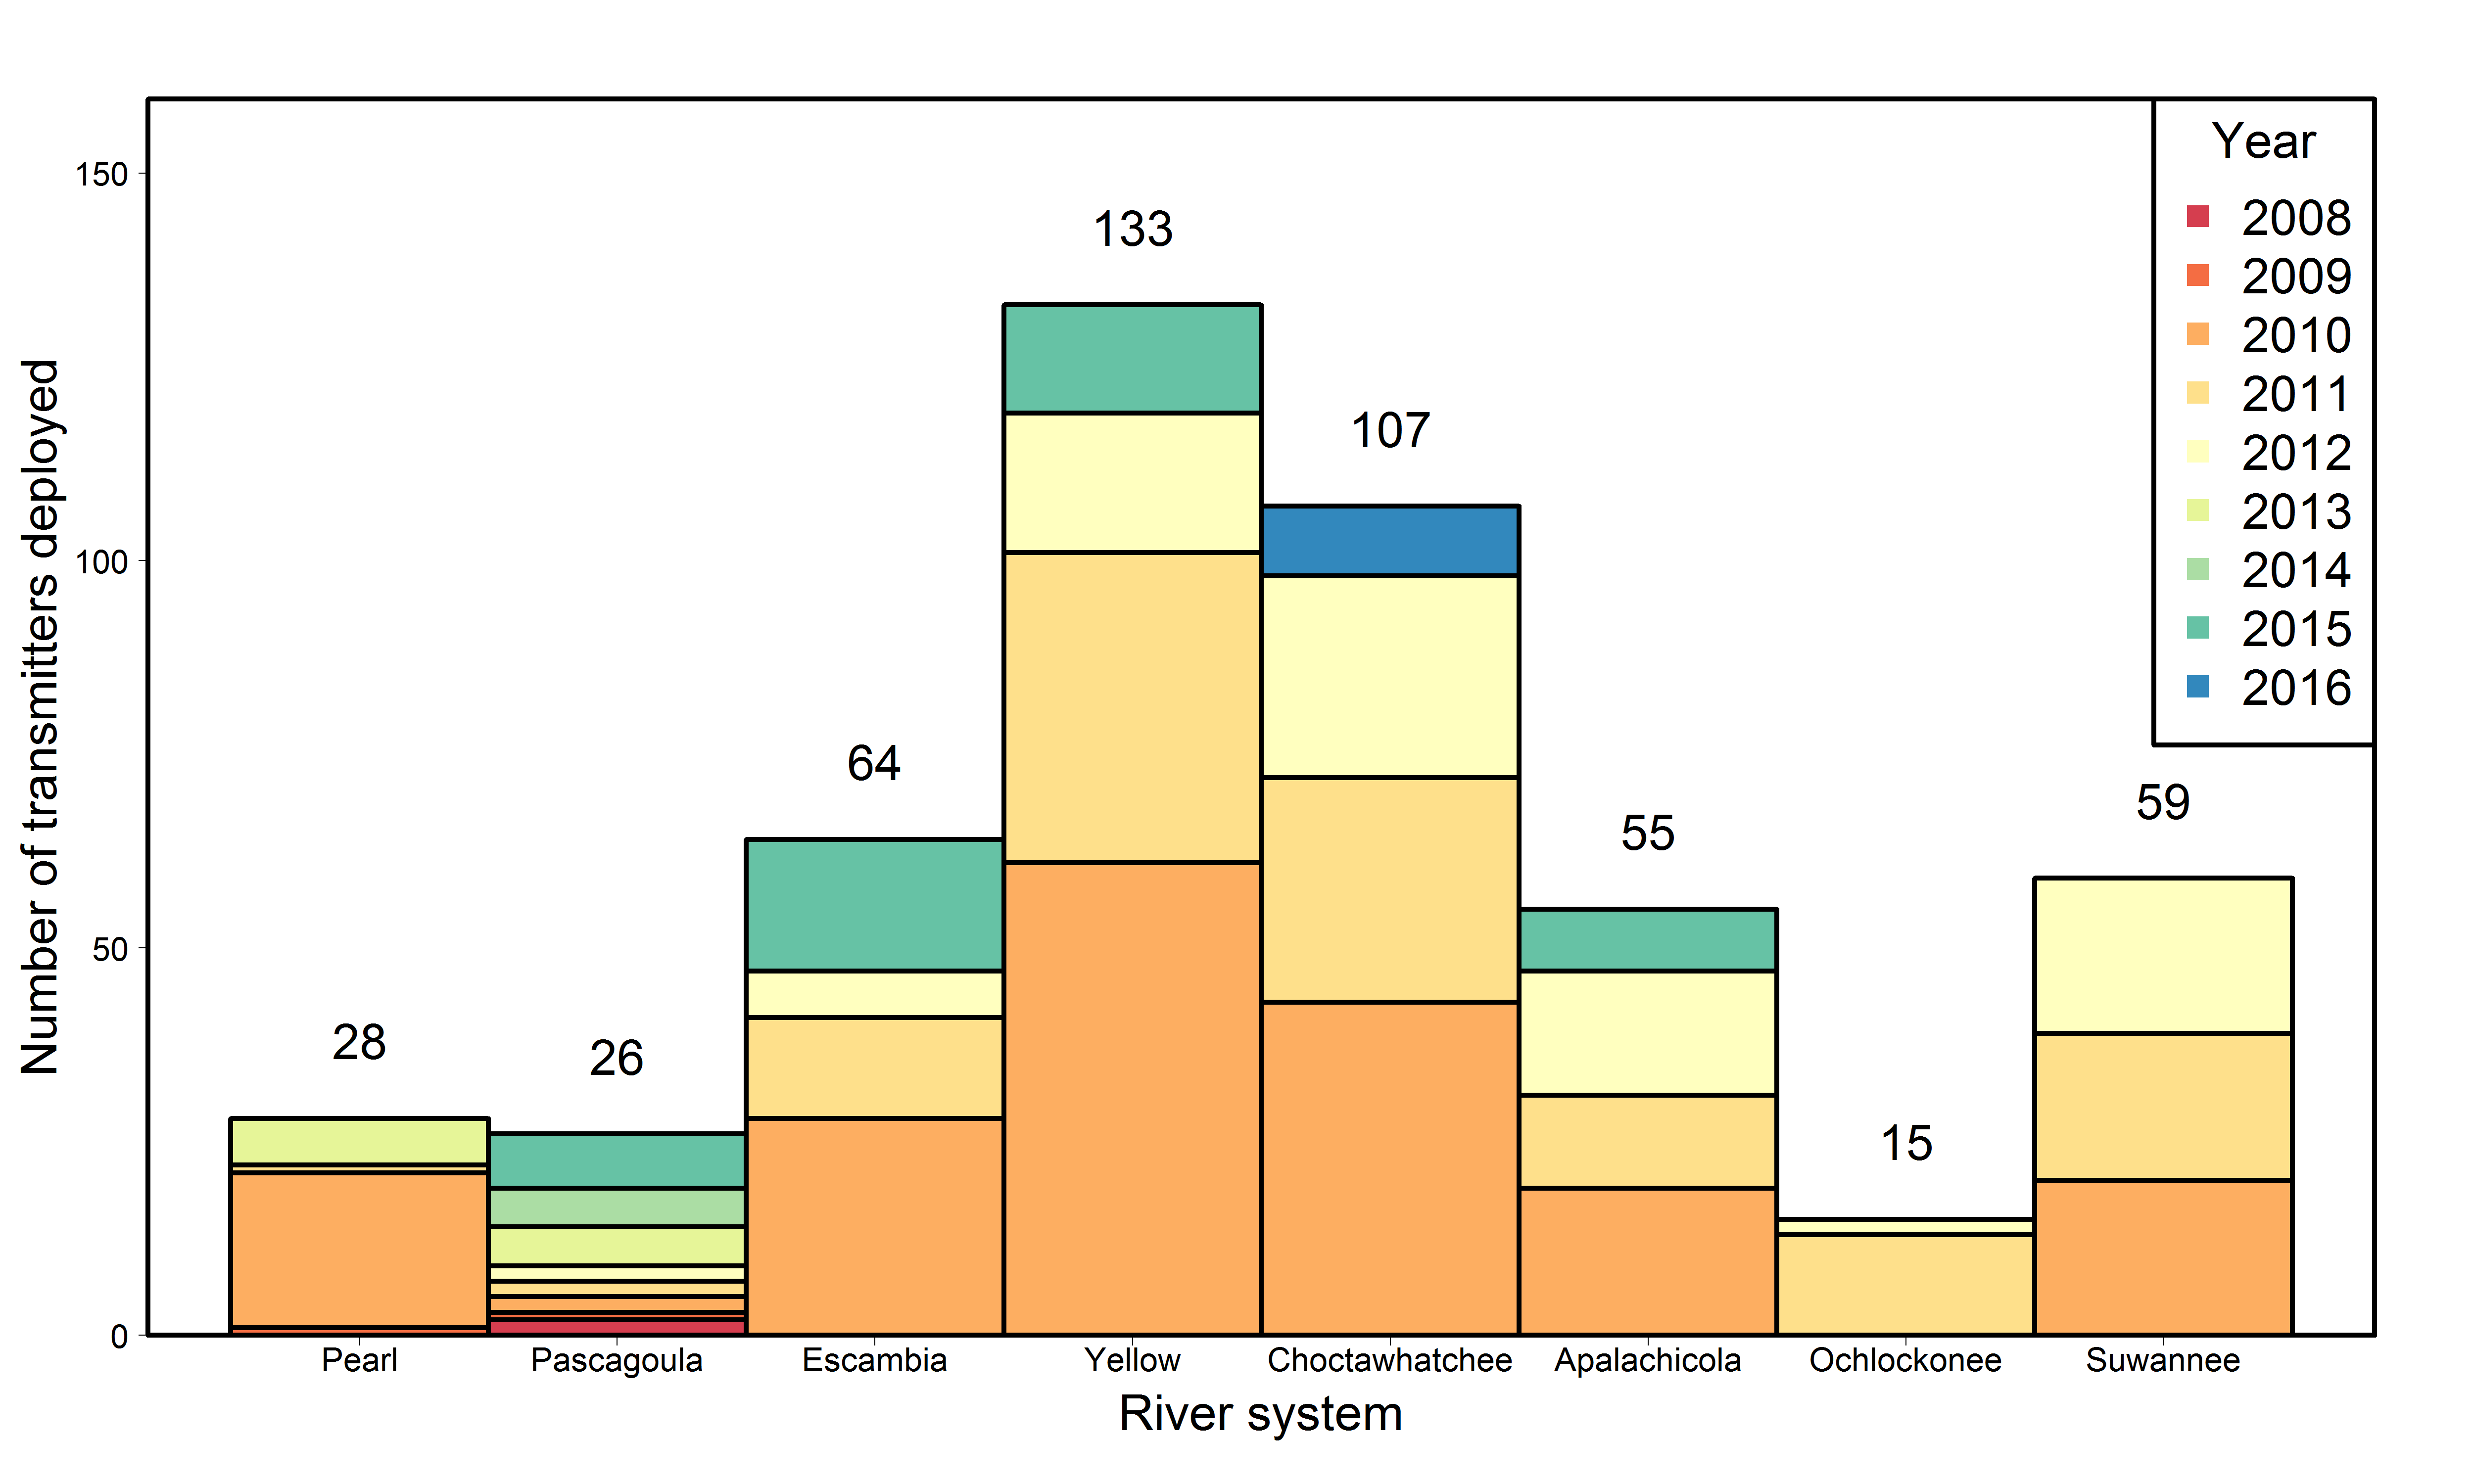 Year
2008
2009
2010
2011
2012
2013
2014
2015
2016
Number of transmitters deployed
150
100
50
0
28
26
64
133
107
55
15
59
Pearl
Pascagoula
Escambia
Yellow
Choctawhatchee
Apalachicola
Ochlockonee
Suwannee
River system